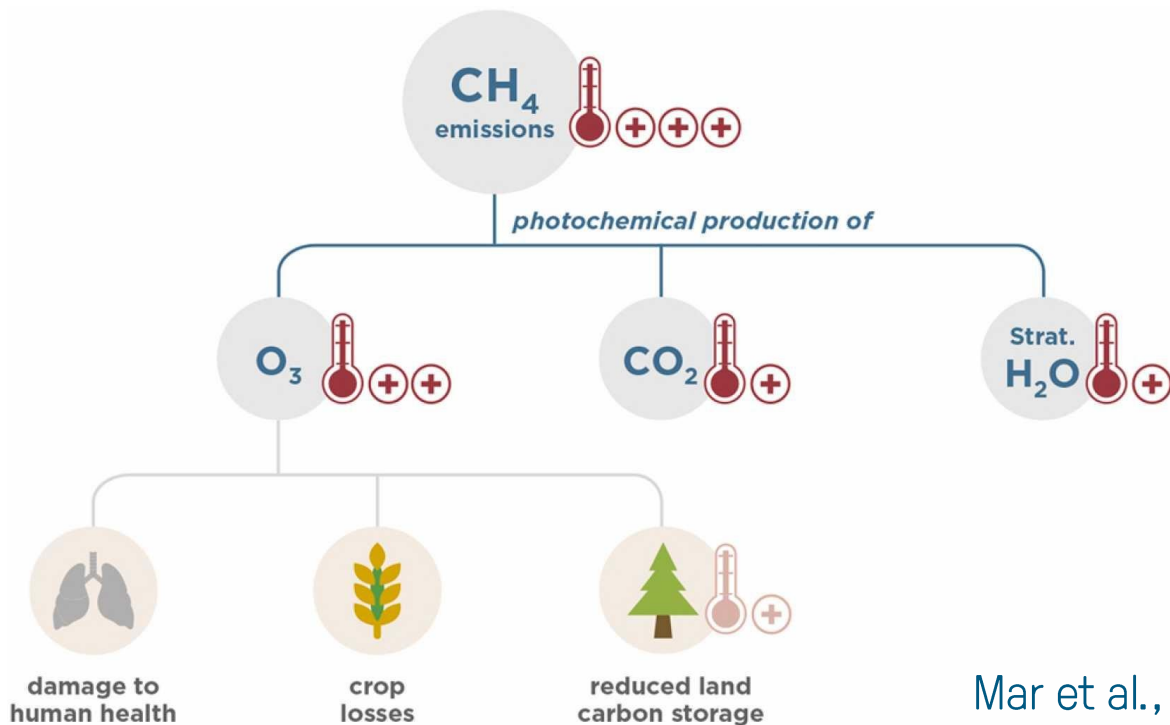 CH₄
emissions
photochemical production of
O₃
CO₂
Strat.
H₂O
damage to
human health
crop
losses
reduced land
carbon storage
Mar et al.,